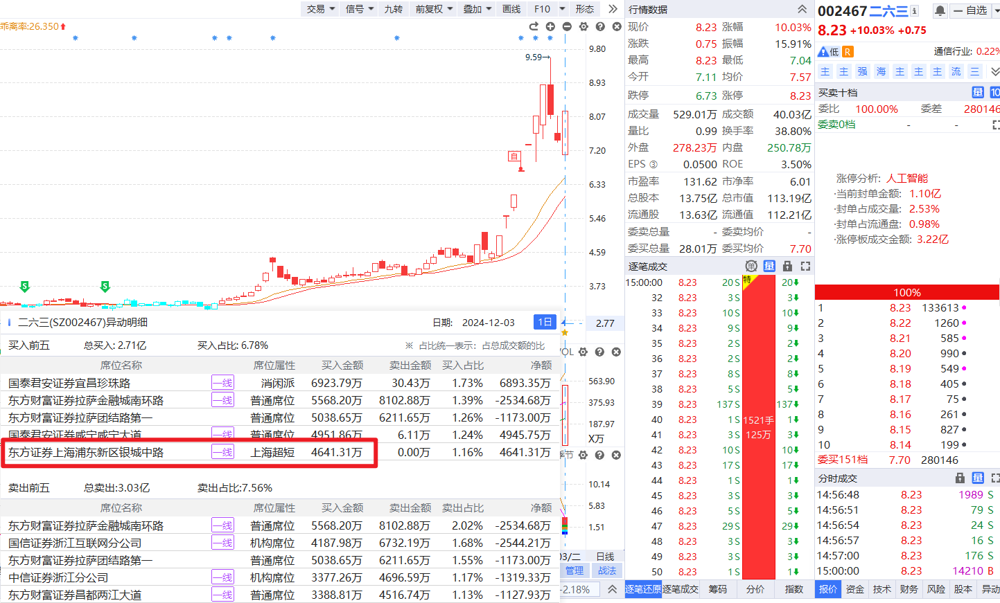 交易 信号 九转 前复权 叠加 画线 F10 形态
乖离率:26.350
9.59
9.80
8.93
8.07
7.20
6.33
5.46
4.59
3.73
2.77
自
S
S
二六三(SZ002467)异动明细 日期: 2024-12-03 1日
买入前五 总买入: 2.71亿 买入占比: 6.78% ※ 占比统一表示: 占总成交额的比
席位名称 席位属性 买入金额 卖出金额 买入占比 净额
国泰君安证券宜昌珍珠路 一线 消闲派 6923.79万 30.43万 1.73% 6893.35万
东方财富证券拉萨金融城南环路 一线 普通席位 5568.20万 8102.88万 1.39% -2534.68万
东方财富证券拉萨团结路第一 普通席位 5038.65万 6211.65万 1.26% -1173.00万
国泰君安证券咸宁咸宁大道 一线 普通席位 4951.86万 6.11万 1.24% 4945.75万
东方证券上海浦东新区银城中路 一线 上海超短 4641.31万 0.00万 1.16% 4641.31万
卖出前五 总卖出:3.03亿 卖出占比:7.56%
席位名称 席位属性 买入金额 卖出金额 卖出占比 净额
东方财富证券拉萨金融城南环路 一线 普通席位 5568.20万 8102.88万 2.02% -2534.68万
国信证券浙江互联网分公司 一线 机构席位 4187.98万 6732.19万 1.68% -2544.21万
东方财富证券拉萨团结路第一 普通席位 5038.65万 6211.65万 1.55% -1173.00万
中信证券浙江分公司 一线 机构席位 3377.26万 4696.59万 1.17% -1319.33万
东方财富证券昌都两江大道 一线 普通席位 3388.81万 4516.74万 1.13% -1127.93万
OL
563.90
375.93
187.97
X万
节
10.14
5.83
1.51
03/二 日线
管理 战法
-2.18%
行情数据
现价 8.23 涨幅 10.03%
涨跌 0.75 振幅 15.91%
最高 8.23 最低 7.04
今开 7.11 均价 7.57
跌停 6.73 涨停 8.23
成交量 529.01万 成交额 40.03亿
量比 0.99 换手率 38.80%
外盘 278.23万 内盘 250.78万
EPS ③ 0.0500 ROE 3.50%
市盈率 131.62 市净率 6.01
总股本 13.75亿 总市值 113.19亿
流通股 13.63亿 流通值 112.21亿
委卖总量 - 委卖均价 -
委买总量 28.01万 委买均价 7.70
逐笔成交 单 量
15:00:00 8.23 20 S 特 20
32 8.23 3 S 3
33 8.23 10 S 10
34 8.23 9 S 9
35 8.23 2 S 2
36 8.23 2 S 2
37 8.23 8 S 8
38 8.23 5 S 5
39 8.23 137 S 137
40 8.23 1 S 1521手 1
41 8.23 3 S 125万 3
42 8.23 10 S 10
43 8.23 17 S 17
44 8.23 1 S 1
45 8.23 3 S 3
46 8.23 5 S 5
47 8.23 29 S 29
48 8.23 3 S 3
49 8.23 3 S 3
50 8.23 1 S 1
逐笔还原 逐笔成交 筹码 分价 指数
002467 二六三 自选
8.23 +10.03% +0.75
低 R 通信行业: 0.22%
主 主 强 海 主 主 主 流 三
买卖十档 量 10
委比 100.00% 委差 280146
委卖0档 - -
涨停分析: 人工智能
·当前封单金额: 1.10亿
·封单占成交量: 2.53%
·封单占流通盘: 0.98%
·涨停板成交金额: 3.22亿
100%
1 8.23 133613
2 8.22 1260
3 8.21 585
4 8.20 990
5 8.19 549
6 8.18 405
7 8.17 75
8 8.16 261
9 8.15 827
10 8.14 199
委买151档 7.70 280146
分时成交 量
14:56:48 8.23 1989 S
14:56:51 8.23 79 S
14:56:54 8.23 24 S
14:56:57 8.23 16 S
14:57:00 8.23 176 S
15:00:00 8.23 14210 B
报价 资金 技术 财务 风险 股本 异动